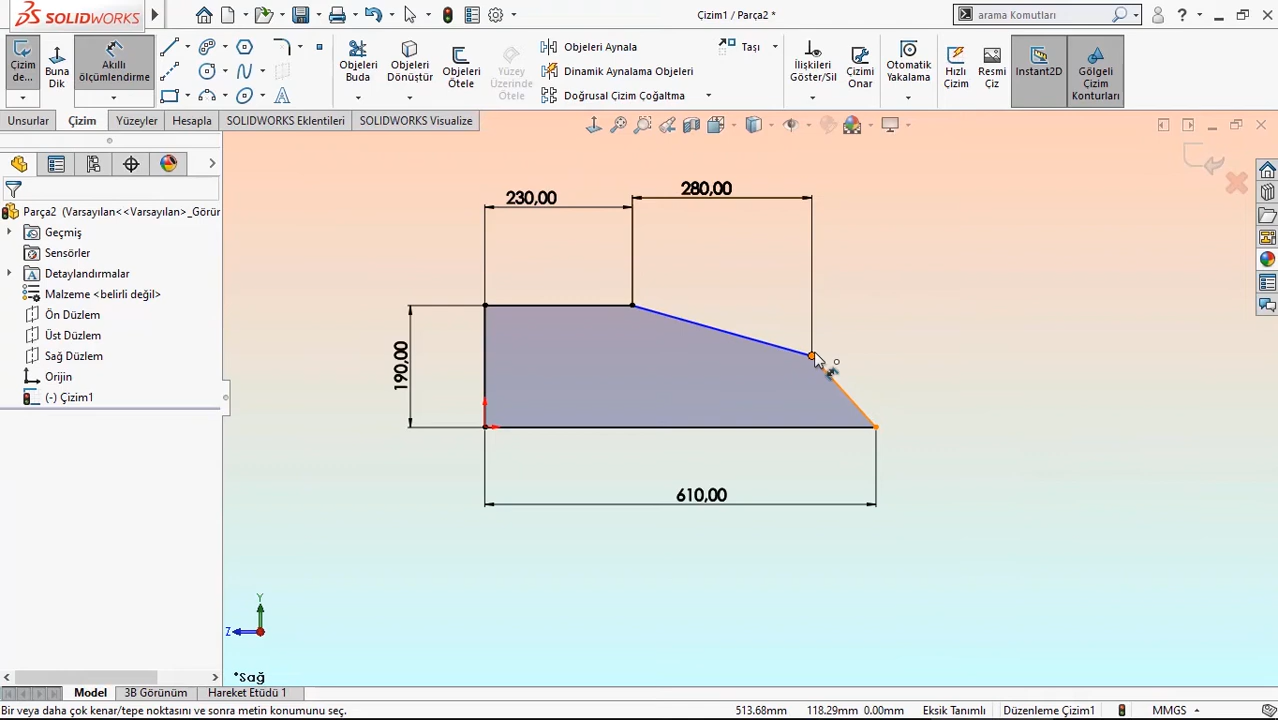 SOLIDWORKS
Çizim1 / Parça2 *
arama Komutları
Çizim
de...
Buna
Dik
Akıllı
ölçümlendirme
Objeleri
Buda
Objeleri
Dönüştür
Objeleri
Ötele
Yüzey
Üzerinde
Ötele
Objeleri Aynala
Dinamik Aynalama Objeleri
Doğrusal Çizim Çoğaltma
Taşı
İlişkileri
Göster/Sil
Çizimi
Onar
Otomatik
Yakalama
Hızlı
Çizim
Resmi
Çiz
Instant2D
Gölgeli
Çizim
Konturları
Unsurlar
Çizim
Yüzeyler
Hesapla
SOLIDWORKS Eklentileri
SOLIDWORKS Visualize
Parça2 (Varsayılan<<Varsayılan>_Görür
Geçmiş
Sensörler
Detaylandırmalar
Malzeme <belirli değil>
Ön Düzlem
Üst Düzlem
Sağ Düzlem
Orijin
(-) Çizim1
230,00
280,00
190,00
610,00
Y
Z
*Sağ
Model
3B Görünüm
Hareket Etüdü 1
Bir veya daha çok kenar/tepe noktasını ve sonra metin konumunu seç.
513.68mm
118.29mm 0.00mm
Eksik Tanımlı
Düzenleme Çizim1
MMGS